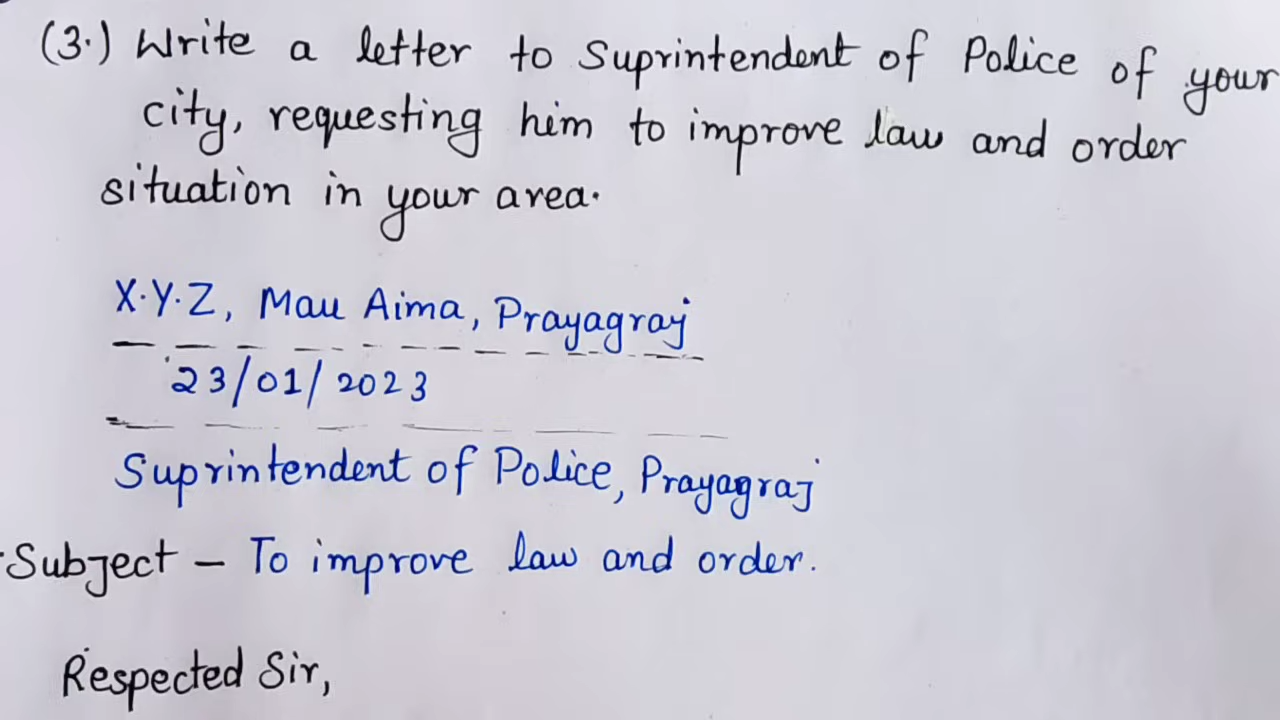 (3.) Write a letter to Suprintendent of Police of your
city, requesting him to improve law and order
situation in your area.
X.Y.Z, Mau Aima, Prayagraj
23/01/2023
Suprintendent of Police, Prayagraj
Subject - To improve law and order.
Respected Sir,